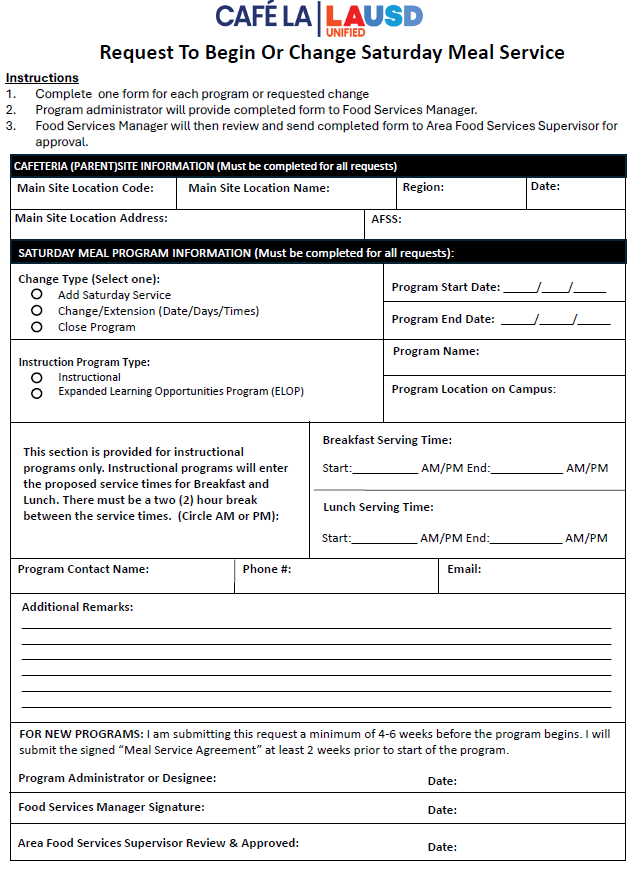 CAFÉ LA LAUSD
UNIFIED
Request To Begin Or Change Saturday Meal Service
Instructions
1. Complete one form for each program or requested change
2. Program administrator will provide completed form to Food Services Manager.
3. Food Services Manager will then review and send completed form to Area Food Services Supervisor for
approval.
CAFETERIA (PARENT)SITE INFORMATION (Must be completed for all requests)
Main Site Location Code: Main Site Location Name: Region: Date:
Main Site Location Address: AFSS:
SATURDAY MEAL PROGRAM INFORMATION (Must be completed for all requests):
Change Type (Select one):
Add Saturday Service
Change/Extension (Date/Days/Times)
Close Program
Program Start Date: _____/____/_____
Program End Date: _____/_____/_____
Instruction Program Type:
Instructional
Expanded Learning Opportunities Program (ELOP)
Program Name:
Program Location on Campus:
This section is provided for instructional
programs only. Instructional programs will enter
the proposed service times for Breakfast and
Lunch. There must be a two (2) hour break
between the service times. (Circle AM or PM):
Breakfast Serving Time:
Start:__________ AM/PM End:___________ AM/PM
Lunch Serving Time:
Start:__________ AM/PM End:___________ AM/PM
Program Contact Name: Phone #: Email:
Additional Remarks:
FOR NEW PROGRAMS: I am submitting this request a minimum of 4-6 weeks before the program begins. I will
submit the signed “Meal Service Agreement” at least 2 weeks prior to start of the program.
Program Administrator or Designee: Date:
Food Services Manager Signature: Date:
Area Food Services Supervisor Review & Approved: Date: